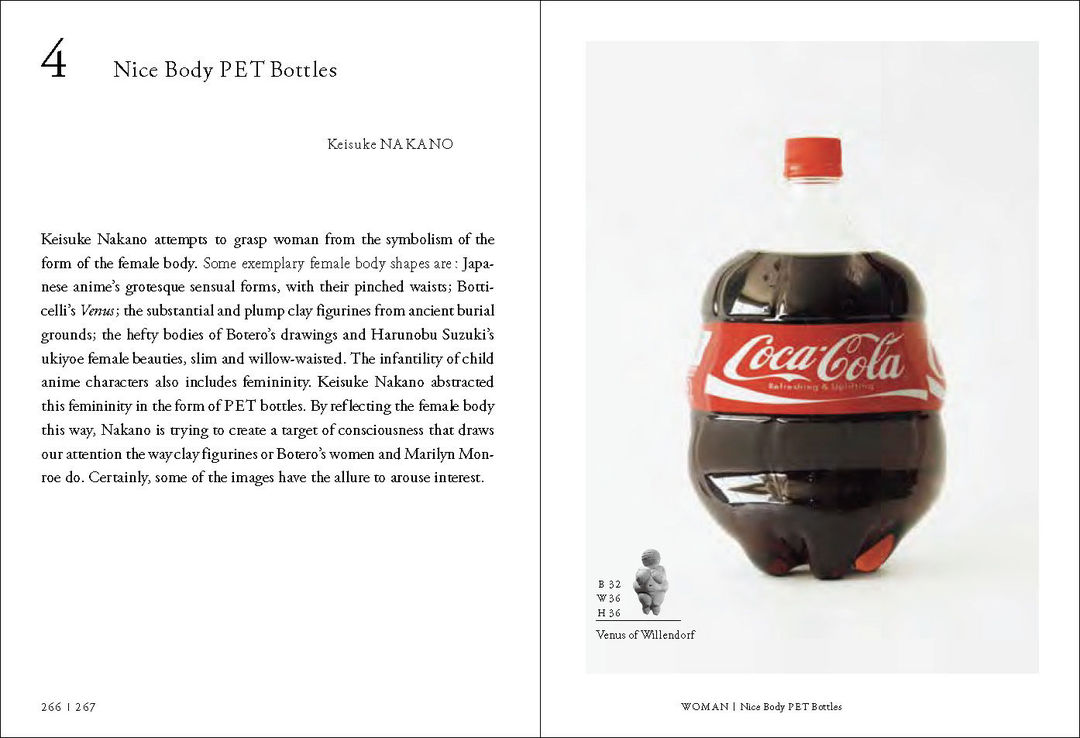 4
Nice Body PET Bottles
Keisuke NAKANO
Keisuke Nakano attempts to grasp woman from the symbolism of the
form of the female body. Some exemplary female body shapes are : Japa-
nese anime's grotesque sensual forms, with their pinched waists; Botti-
celli's Venus; the substantial and plump clay figurines from ancient burial
grounds; the hefty bodies of Botero's drawings and Harunobu Suzuki's
ukiyoe female beauties, slim and willow-waisted. The infantility of child
anime characters also includes femininity. Keisuke Nakano abstracted
this femininity in the form of PET bottles. By reflecting the female body
this way, Nakano is trying to create a target of consciousness that draws
our attention the way clay figurines or Botero's women and Marilyn Mon-
roe do. Certainly, some of the images have the allure to arouse interest.
266 | 267
Coca-Cola
Refreshing & Uplifting
B 32
W 36
H 36
Venus of Willendorf
WOMAN | Nice Body PET Bottles